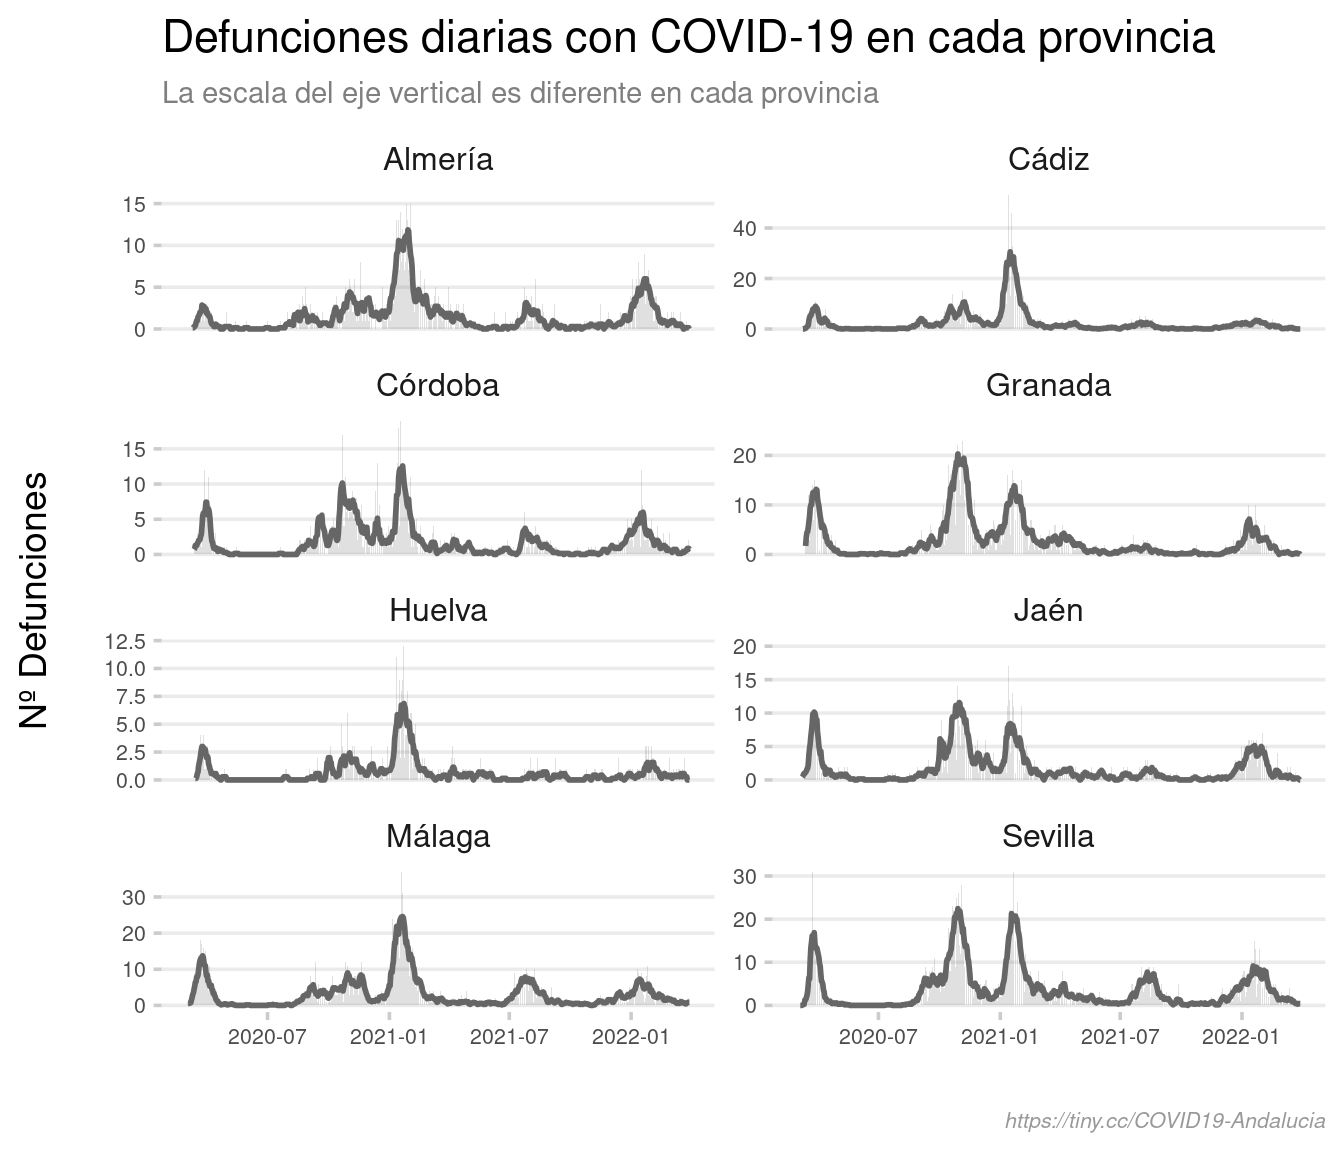 Defunciones diarias con COVID-19 en cada provincia
La escala del eje vertical es diferente en cada provincia
Nº Defunciones
Almería
15
10
5
0
Cádiz
40
20
0
Córdoba
15
10
5
0
Granada
20
10
0
Huelva
12.5
10.0
7.5
5.0
2.5
0.0
Jaén
20
15
10
5
0
Málaga
30
20
10
0
2020-07 2021-01 2021-07 2022-01
Sevilla
30
20
10
0
2020-07 2021-01 2021-07 2022-01
https://tiny.cc/COVID19-Andalucia